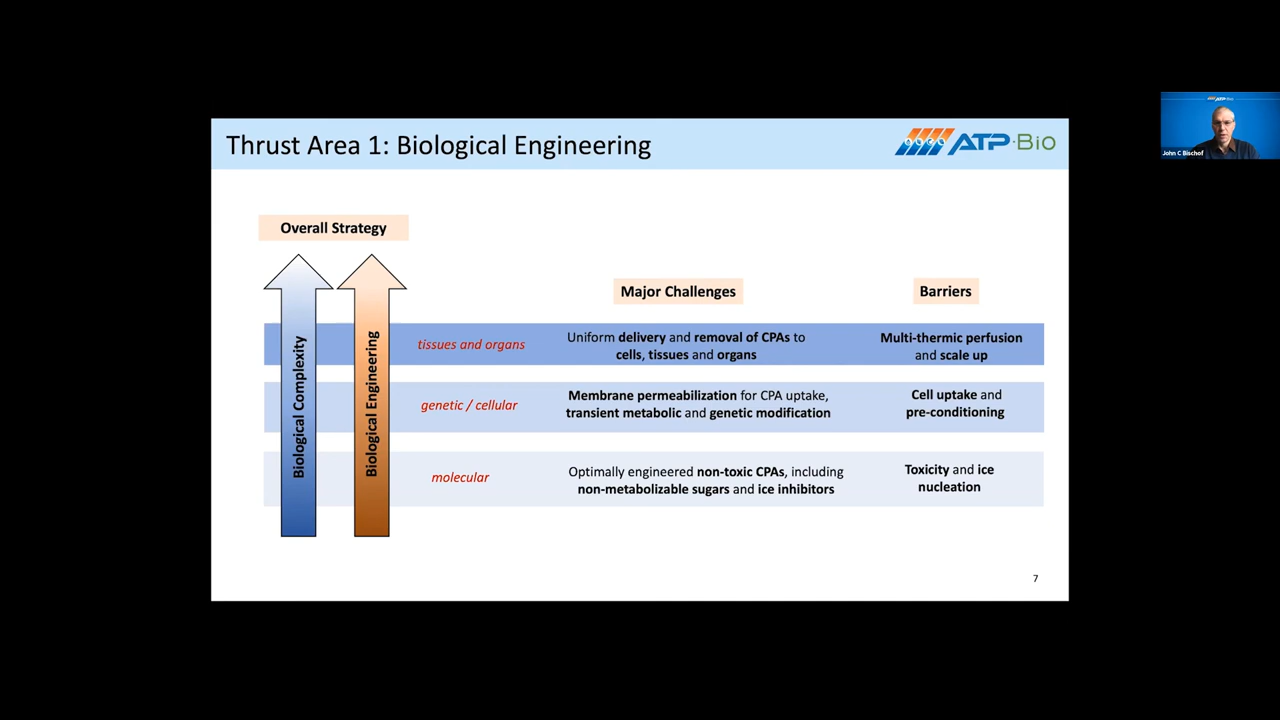 Thrust Area 1: Biological Engineering
ATP·Bio
Overall Strategy
Biological Complexity
Biological Engineering
Major Challenges
Barriers
tissues and organs
Uniform delivery and removal of CPAs to
cells, tissues and organs
Multi-thermic perfusion
and scale up
genetic / cellular
Membrane permeabilization for CPA uptake,
transient metabolic and genetic modification
Cell uptake and
pre-conditioning
molecular
Optimally engineered non-toxic CPAs, including
non-metabolizable sugars and ice inhibitors
Toxicity and ice
nucleation
7
ATP-Bio
John C Bischof